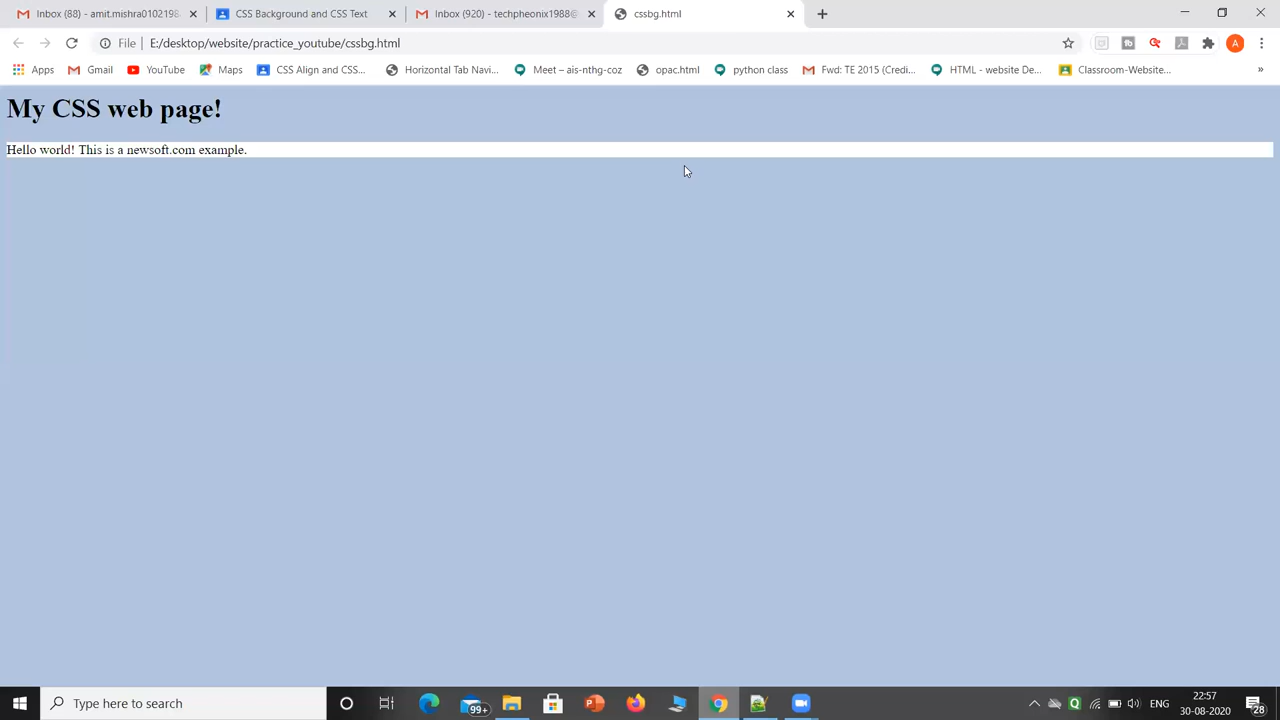 Inbox (88) - amit.mishra0102198
CSS Background and CSS Text
Inbox (920) - techpheonix1988@
cssbg.html
File
E:/desktop/website/practice_youtube/cssbg.html
A
Apps
Gmail
YouTube
Maps
CSS Align and CSS...
Horizontal Tab Navi...
Meet – ais-nthg-coz
opac.html
python class
Fwd: TE 2015 (Credi...
HTML - website De...
Classroom-Website...
»
My CSS web page!
Hello world! This is a newsoft.com example.
Type here to search
99+
ENG
22:57
30-08-2020
28